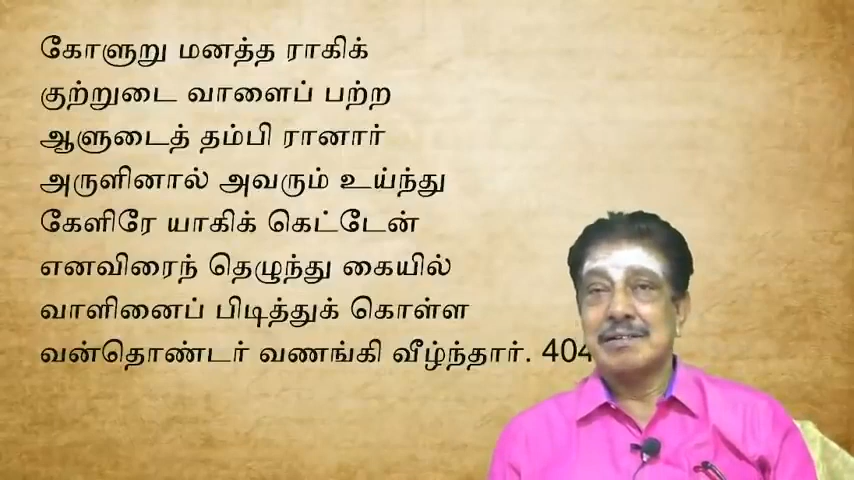 கோளுறு மனத்த ராகிக்
குற்றுடை வாளைப் பற்ற
ஆளுடைத் தம்பி ரானார்
அருளினால் அவரும் உய்ந்து
கேளிரே யாகிக் கெட்டேன்
எனவிரைந் தெழுந்து கையில்
வாளினைப் பிடித்துக் கொள்ள
வன்தொண்டர் வணங்கி வீழ்ந்தார். 404